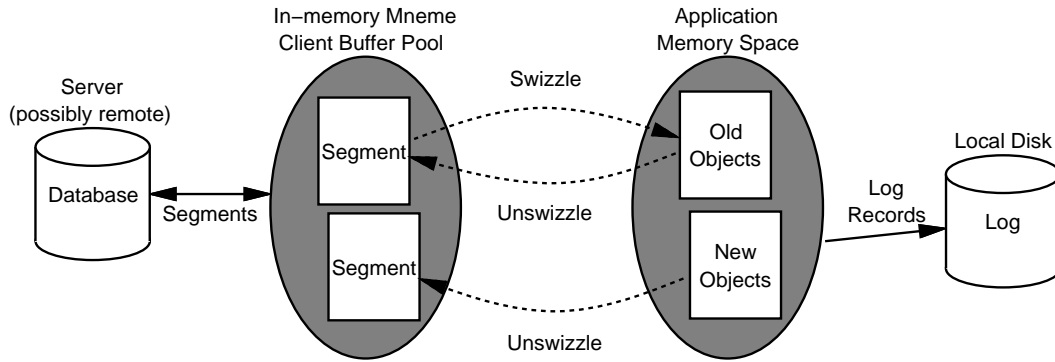 In-memory Mneme
Client Buffer Pool
Application
Memory Space
Server
(possibly remote)
Database
Segments
Segment
Segment
Swizzle
Unswizzle
Unswizzle
Old
Objects
New
Objects
Log
Records
Local Disk
Log